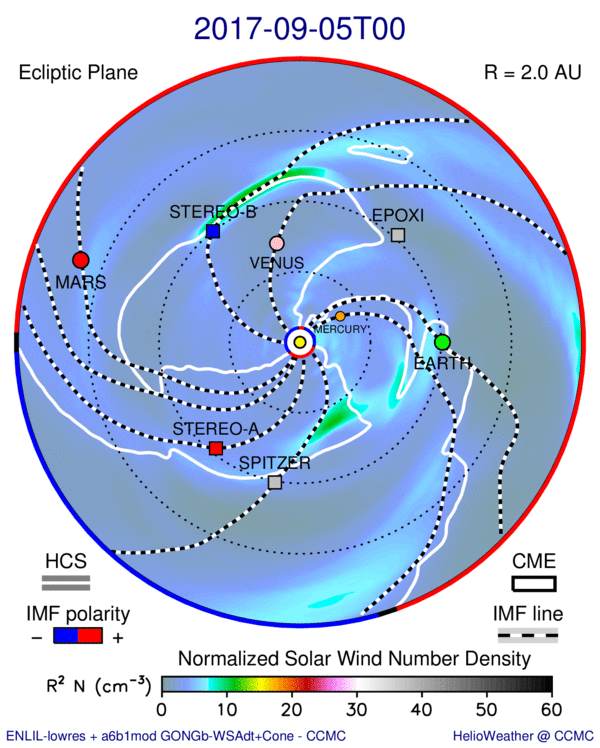 2017-09-05T00
Ecliptic Plane
R = 2.0 AU
STEREO-B
EPOXI
VENUS
MARS
MERCURY
EARTH
STEREO-A
SPITZER
HCS
CME
IMF polarity
IMF line
− +
Normalized Solar Wind Number Density
R² N (cm⁻³)
0 10 20 30 40 50 60
ENLIL-lowres + a6b1mod GONGb-WSAdt+Cone - CCMC
HelioWeather @ CCMC